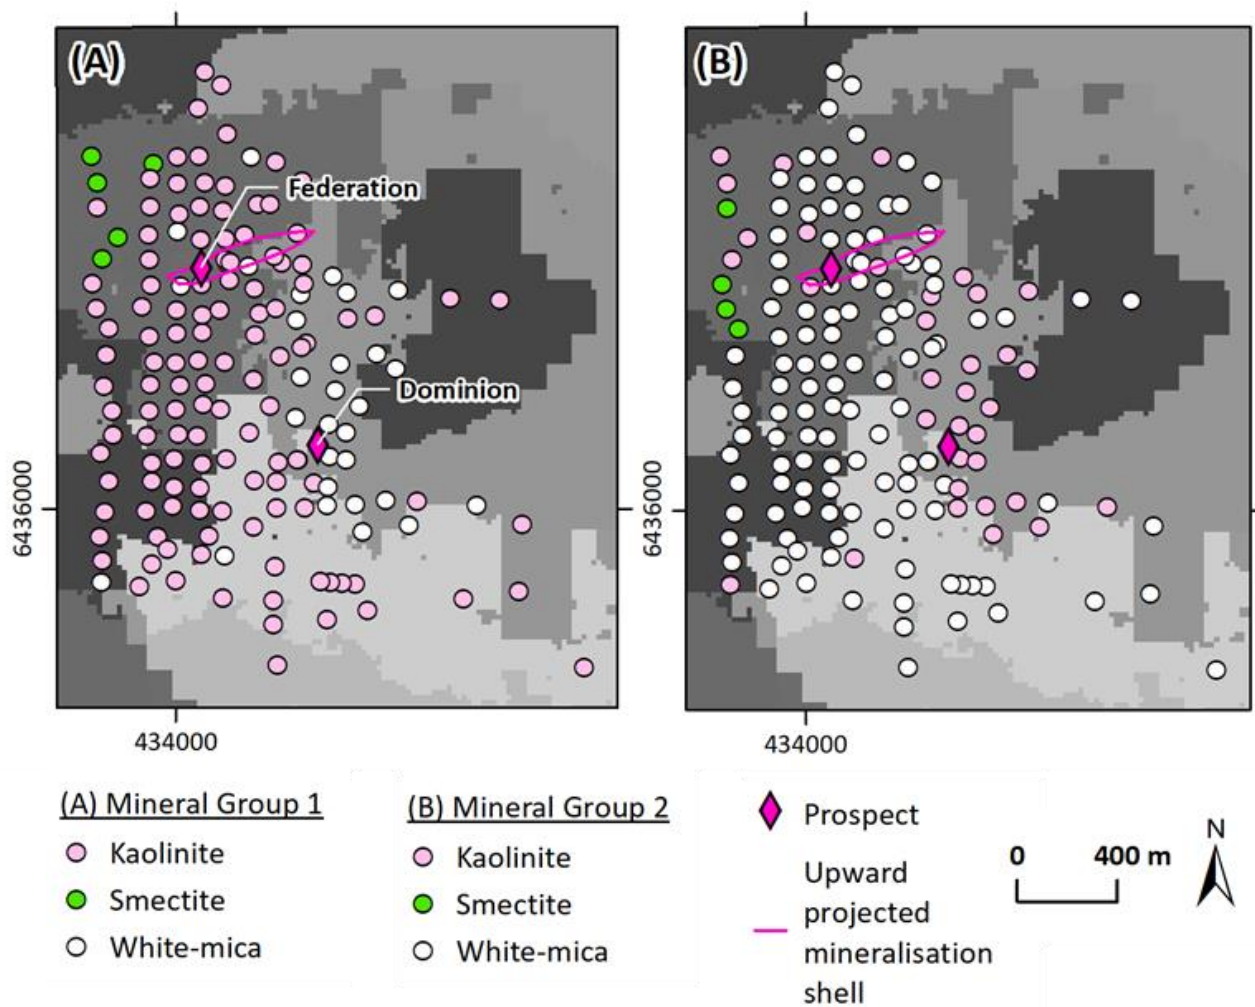 (A)
(B)
Federation
Dominion
6436000
6436000
434000
434000
(A) Mineral Group 1
Kaolinite
Smectite
White-mica
(B) Mineral Group 2
Kaolinite
Smectite
White-mica
Prospect
Upward
projected
mineralisation
shell
0 400 m
N